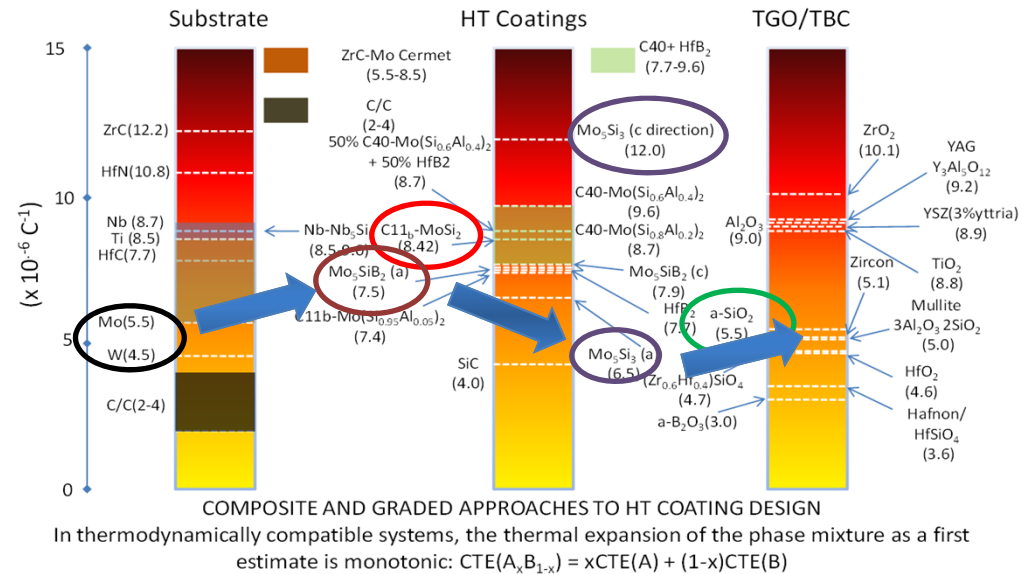 Substrate
HT Coatings
TGO/TBC
15
10
5
0
(x 10⁻⁶ C⁻¹)
ZrC(12.2)
HfN(10.8)
Nb (8.7)
Ti (8.5)
HfC(7.7)
Mo(5.5)
W(4.5)
C/C(2-4)
ZrC-Mo Cermet
(5.5-8.5)
C/C
(2-4)
50% C40-Mo(Si₀.₆Al₀.₄)₂
+ 50% HfB2
(8.7)
Nb-Nb₅Si
C11b-MoSi₂
(8.42)
Mo₅SiB₂ (a)
(7.5)
C11b-Mo(Si₀.₉₅Al₀.₀₅)₂
(7.4)
SiC
(4.0)
C40+ HfB₂
(7.7-9.6)
Mo₅Si₃ (c direction)
(12.0)
C40-Mo(Si₀.₆Al₀.₄)₂
(9.6)
C40-Mo(Si₀.₈Al₀.₂)₂
(8.7)
Mo₅SiB₂ (c)
(7.9)
HfB₂
(7.7)
Mo₅Si₃ (a
(6.5)
(Zr₀.₆Hf₀.₄)SiO₄
(4.7)
a-B₂O₃(3.0)
Al₂O₃
(9.0)
a-SiO₂
(5.5)
ZrO₂
(10.1)
YAG
Y₃Al₅O₁₂
(9.2)
YSZ(3%yttria)
(8.9)
TiO₂
(8.8)
Zircon
(5.1)
Mullite
3Al₂O₃ 2SiO₂
(5.0)
HfO₂
(4.6)
Hafnon/
HfSiO₄
(3.6)
COMPOSITE AND GRADED APPROACHES TO HT COATING DESIGN
In thermodynamically compatible systems, the thermal expansion of the phase mixture as a first
estimate is monotonic: CTE(AₓB₁₋ₓ) = xCTE(A) + (1-x)CTE(B)